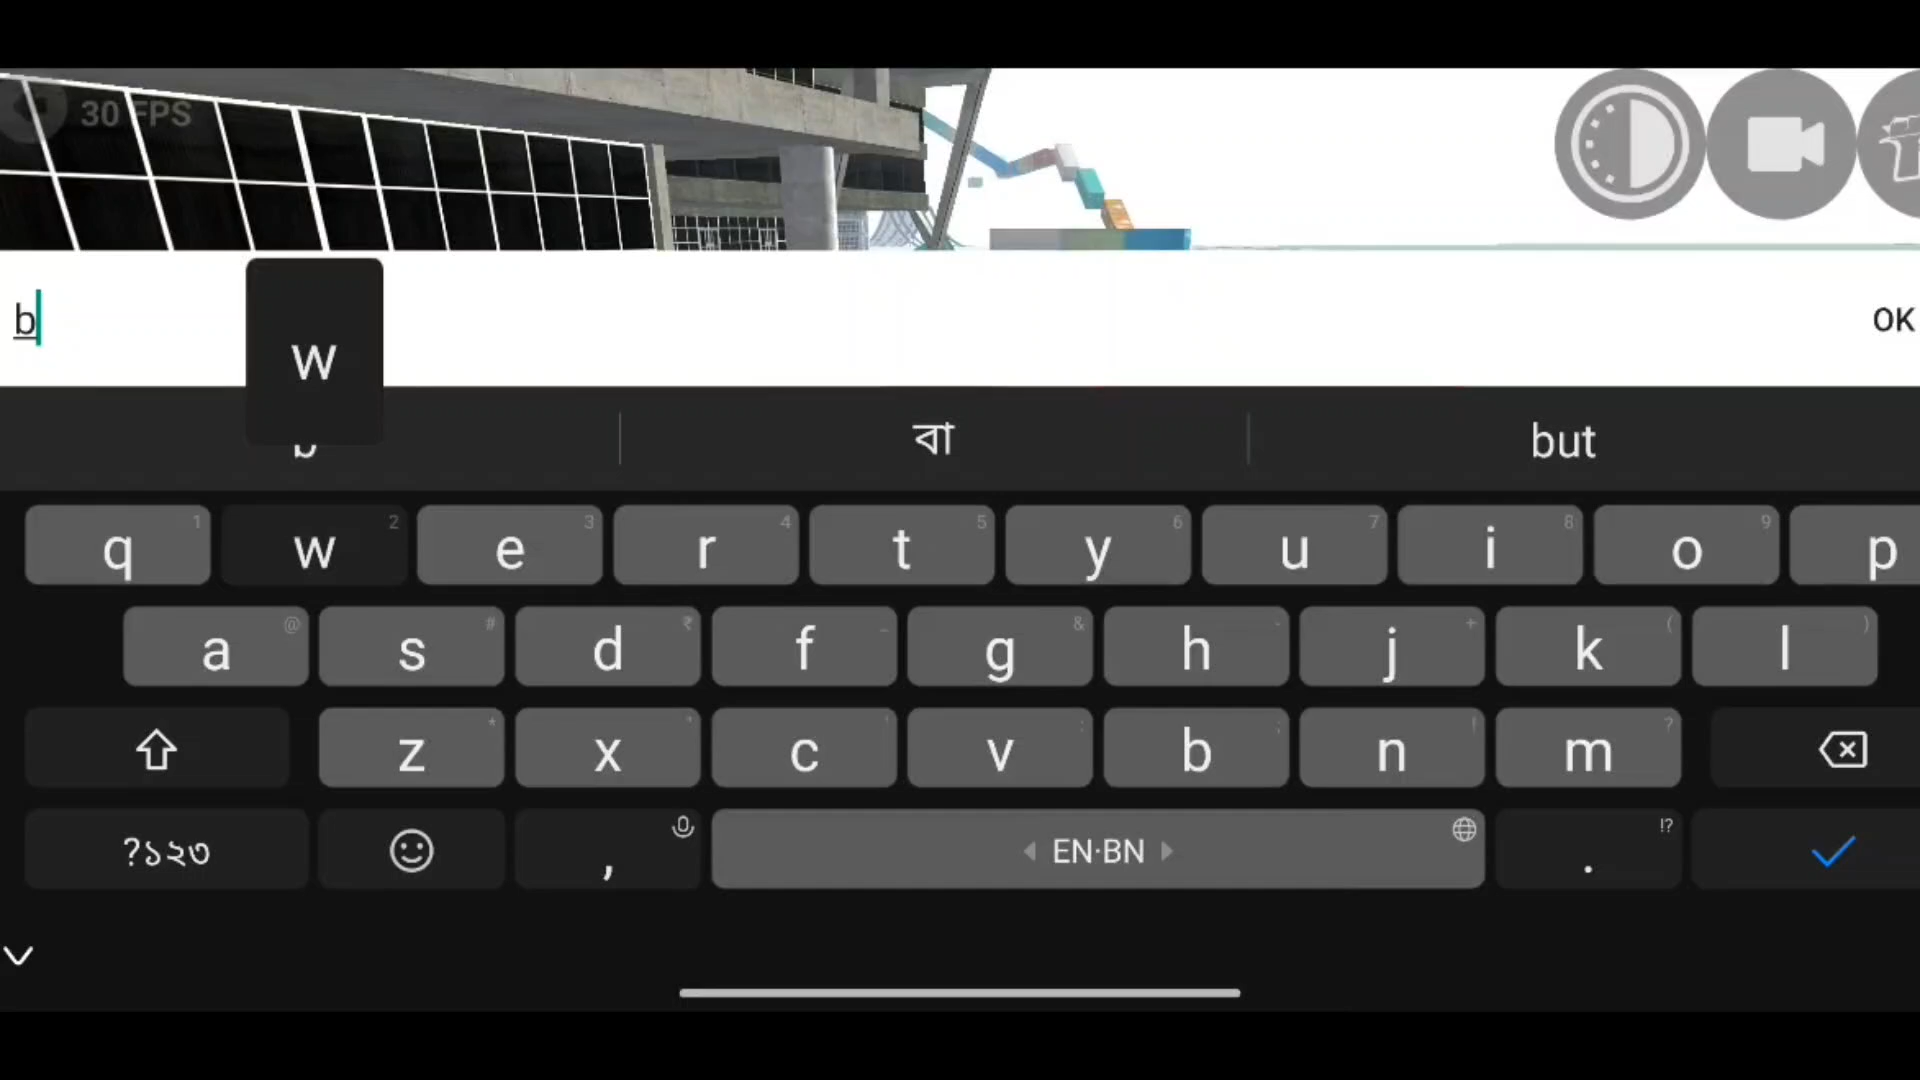 30 FPS
b
OK
w
b
বা
but
q 1 w 2 e 3 r 4 t 5 y 6 u 7 i 8 o 9 p
a @ s # d ₹ f _ g & h - j + k ( l )
z * x " c ' v : b ; n ! m ?
?১২৩ , EN·BN . !?